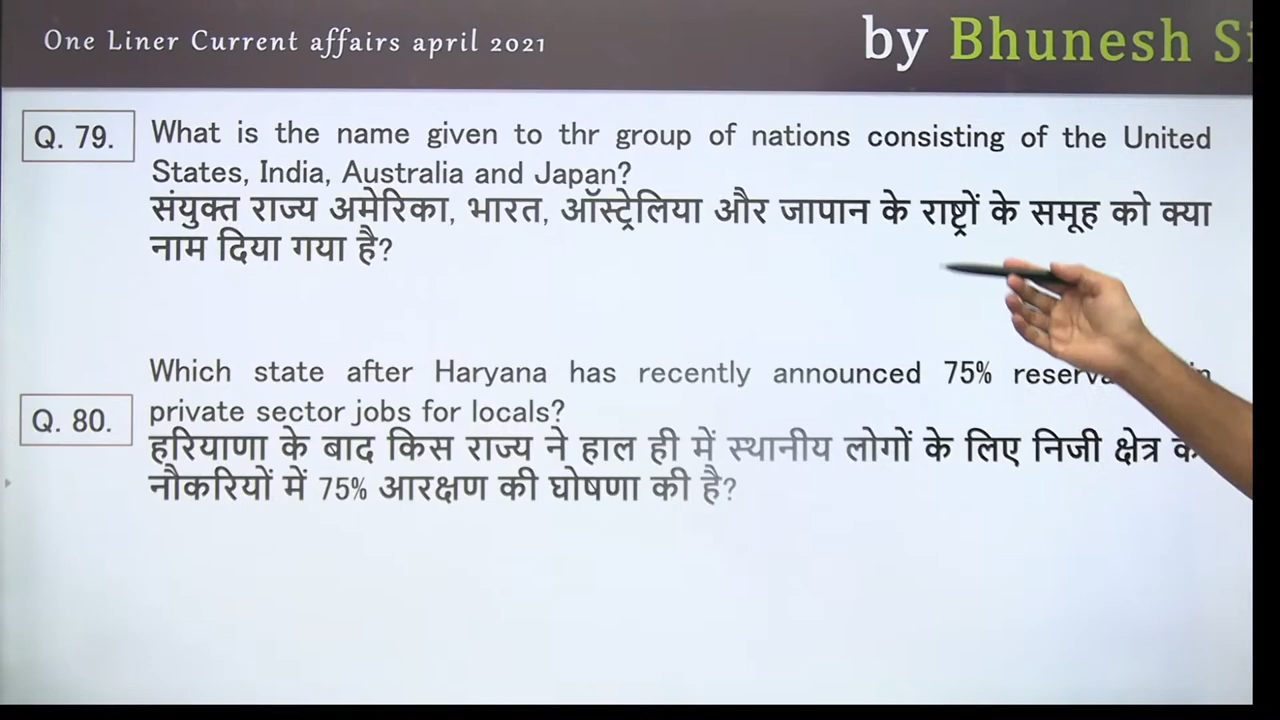 One Liner Current affairs april 2021
by Bhunesh
Q. 79.
What is the name given to thr group of nations consisting of the United
States, India, Australia and Japan?
संयुक्त राज्य अमेरिका, भारत, ऑस्ट्रेलिया और जापान के राष्ट्रों के समूह को क्या
नाम दिया गया है?
Q. 80.
Which state after Haryana has recently announced 75% in
private sector jobs for locals?
हरियाणा के बाद किस राज्य ने हाल ही में स्थानीय लोगों के लिए निजी क्षेत्र
नौकरियों में 75% आरक्षण की घोषणा की है?